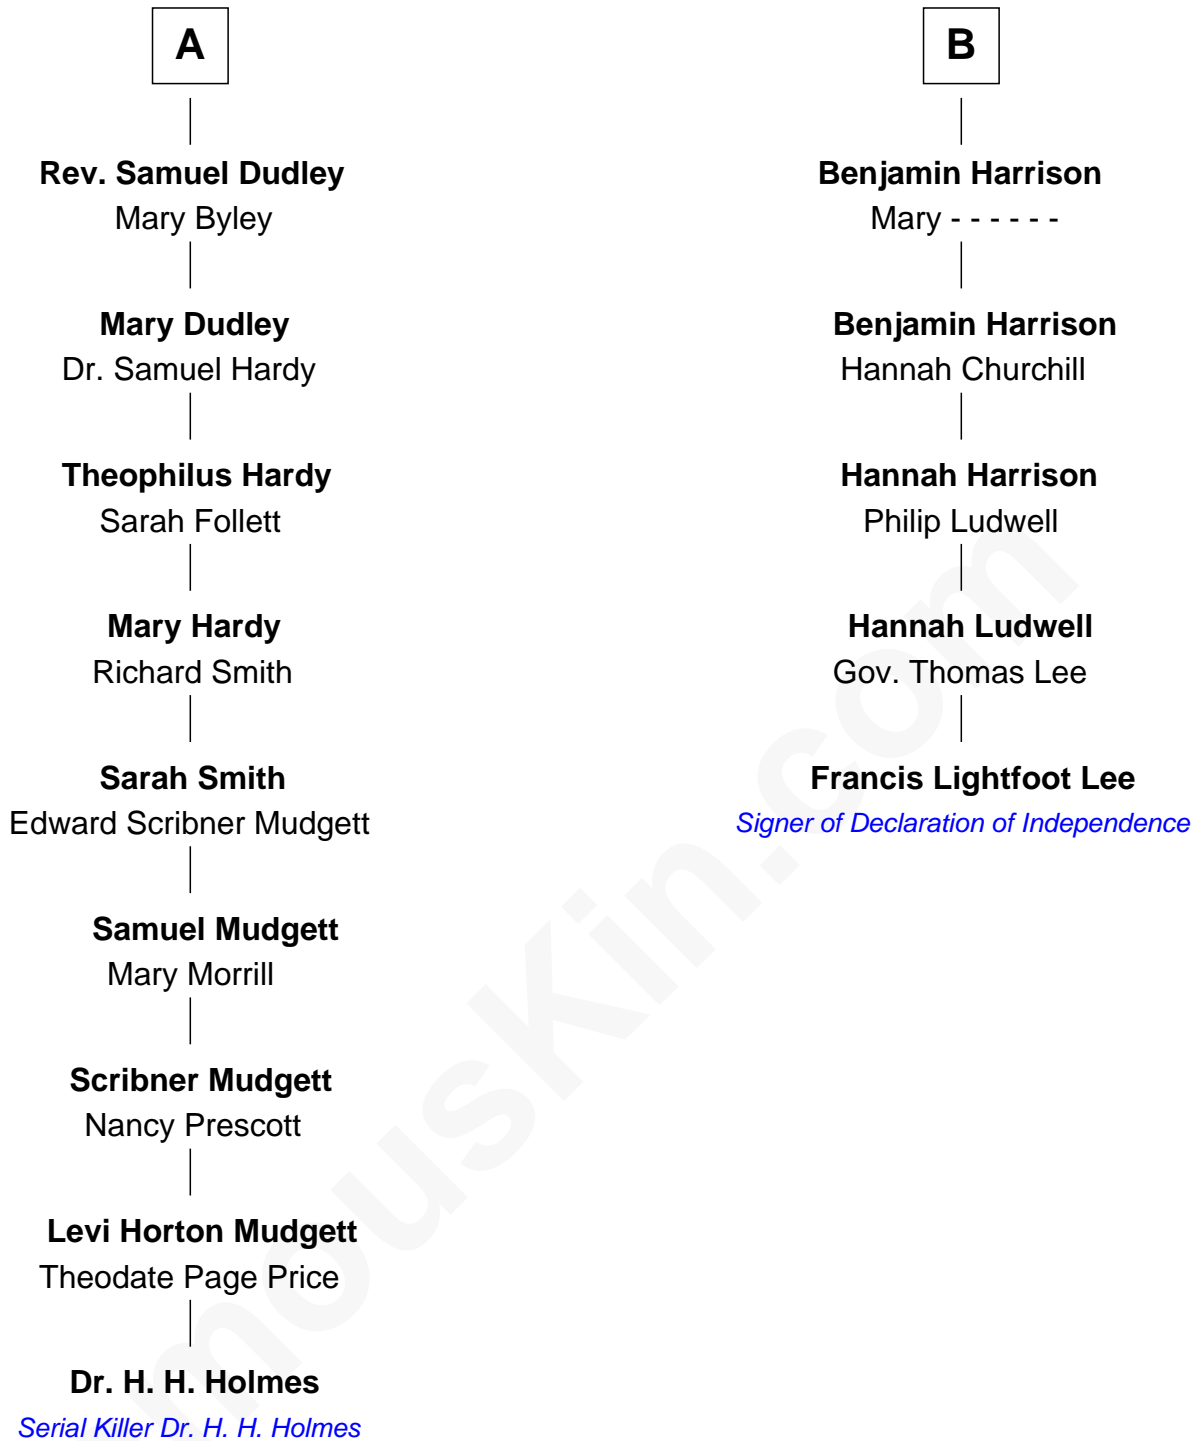 A
Rev. Samuel Dudley
Mary Byley
Mary Dudley
Dr. Samuel Hardy
Theophilus Hardy
Sarah Follett
Mary Hardy
Richard Smith
Sarah Smith
Edward Scribner Mudgett
Samuel Mudgett
Mary Morrill
Scribner Mudgett
Nancy Prescott
Levi Horton Mudgett
Theodate Page Price
Dr. H. H. Holmes
Serial Killer Dr. H. H. Holmes
B
Benjamin Harrison
Mary - - - - - -
Benjamin Harrison
Hannah Churchill
Hannah Harrison
Philip Ludwell
Hannah Ludwell
Gov. Thomas Lee
Francis Lightfoot Lee
Signer of Declaration of Independence
mousKin.com